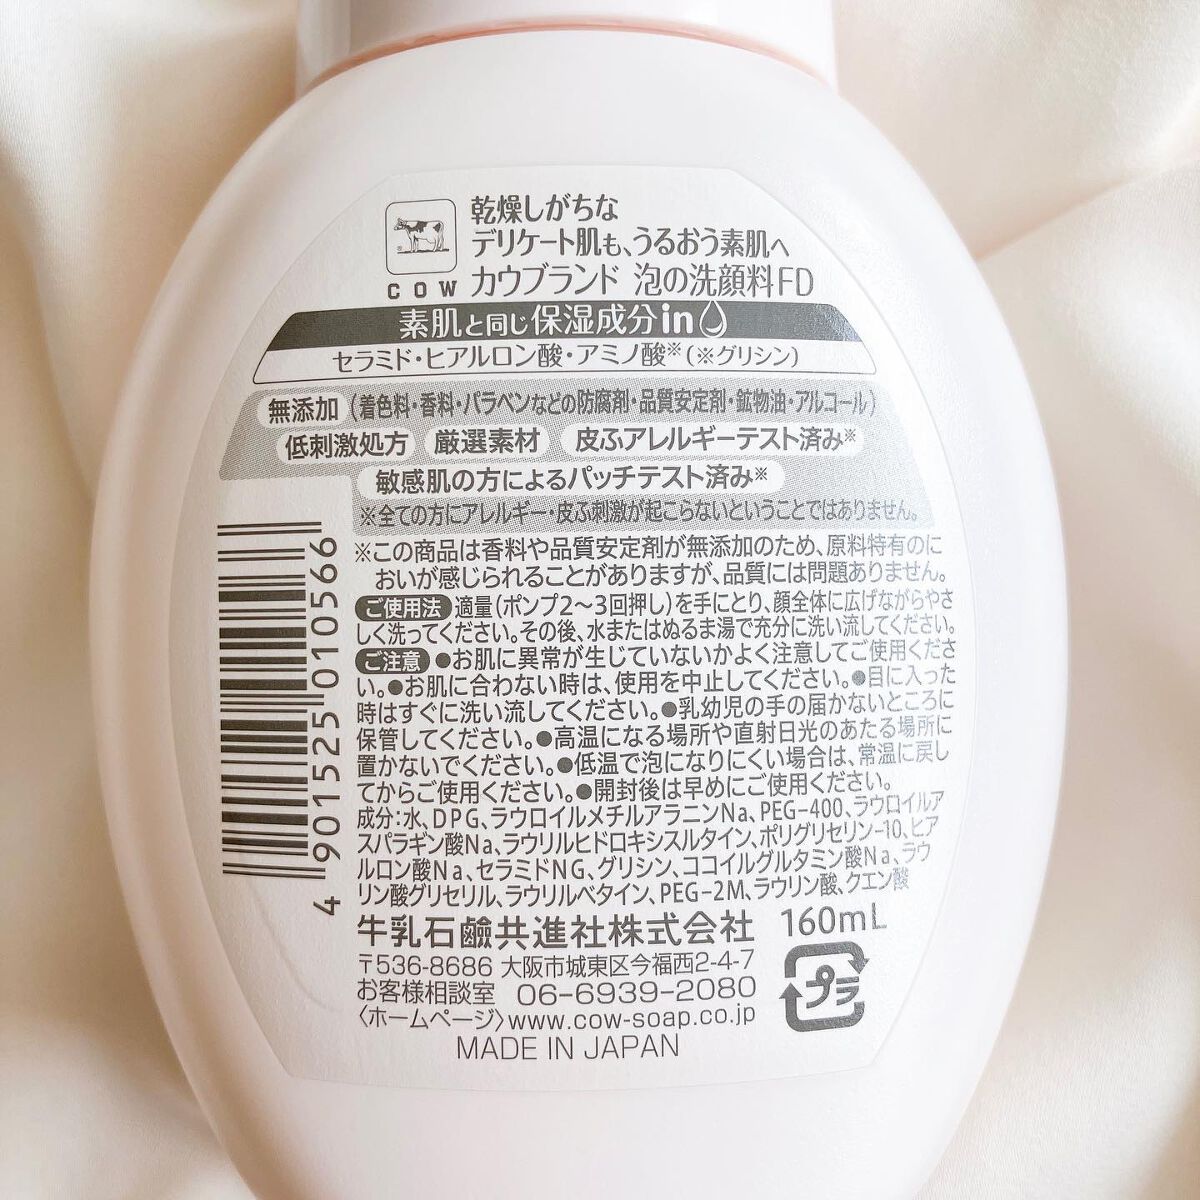 乾燥しがちな
デリケート肌も、うるおう素肌へ
COW カウブランド 泡の洗顔料FD
素肌と同じ保湿成分in
セラミド・ヒアルロン酸・アミノ酸※(※グリシン)
無添加(着色料・香料・パラベンなどの防腐剤・品質安定剤・鉱物油・アルコール)
低刺激処方 厳選素材 皮ふアレルギーテスト済み※
敏感肌の方によるパッチテスト済み※
※全ての方にアレルギー・皮ふ刺激が起こらないということではありません。
※この商品は香料や品質安定剤が無添加のため、原料特有のに
おいが感じられることがありますが、品質には問題ありません。
ご使用法 適量(ポンプ2〜3回押し)を手にとり、顔全体に広げながらやさ
しく洗ってください。その後、水またはぬるま湯で充分に洗い流してください。
ご注意 ●お肌に異常が生じていないかよく注意してご使用くださ
い。●お肌に合わない時は、使用を中止してください。●目に入った
時はすぐに洗い流してください。●乳幼児の手の届かないところに
保管してください。●高温になる場所や直射日光のあたる場所に
置かないでください。●低温で泡になりにくい場合は、常温に戻し
てからご使用ください。●開封後は早めにご使用ください。
成分:水、DPG、ラウロイルメチルアラニンNa、PEG-400、ラウロイルア
スパラギン酸Na、ラウリルヒドロキシスルタイン、ポリグリセリン-10、ヒア
ルロン酸Na、セラミドNG、グリシン、ココイルグルタミン酸Na、ラウ
リン酸グリセリル、ラウリルベタイン、PEG-2M、ラウリン酸、クエン酸
牛乳石鹼共進社株式会社 160mL
〒536-8686 大阪市城東区今福西2-4-7
お客様相談室 06-6939-2080
〈ホームページ〉www.cow-soap.co.jp
MADE IN JAPAN
プラ
4 901525 010566